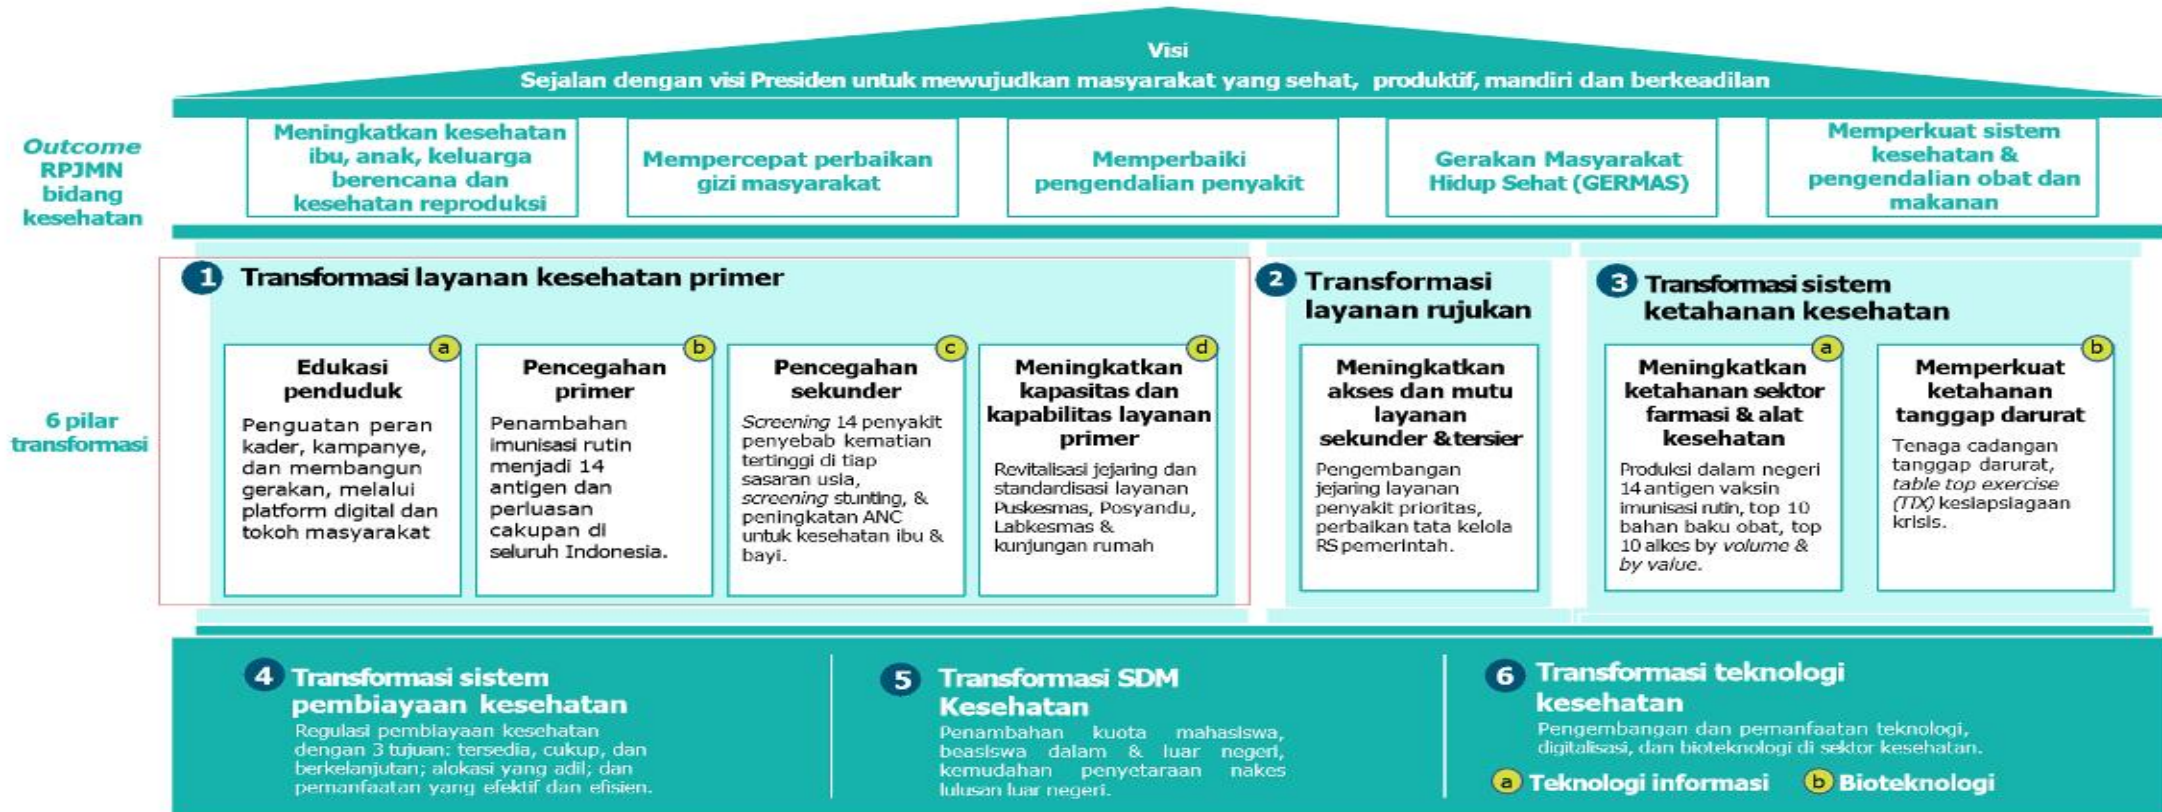 Visi
Sejalan dengan visi Presiden untuk mewujudkan masyarakat yang sehat, produktif, mandiri dan berkeadilan
Outcome
RPJMN
bidang
kesehatan
Meningkatkan kesehatan
ibu, anak, keluarga
berencana dan
kesehatan reproduksi
Mempercepat perbaikan
gizi masyarakat
Memperbaiki
pengendalian penyakit
Gerakan Masyarakat
Hidup Sehat (GERMAS)
Memperkuat sistem
kesehatan &
pengendalian obat dan
makanan
6 pilar
transformasi
1 Transformasi layanan kesehatan primer
a
Edukasi
penduduk
Penguatan peran
kader, kampanye,
dan membangun
gerakan, melalui
platform digital dan
tokoh masyarakat
b
Pencegahan
primer
Penambahan
imunisasi rutin
menjadi 14
antigen dan
perluasan
cakupan di
seluruh Indonesia.
c
Pencegahan
sekunder
Screening 14 penyakit
penyebab kematian
tertinggi di tiap
sasaran usia,
screening stunting, &
peningkatan ANC
untuk kesehatan ibu &
bayi.
d
Meningkatkan
kapasitas dan
kapabilitas layanan
primer
Revitalisasi jejaring dan
standardisasi layanan
Puskesmas, Posyandu,
Labkesmas &
kunjungan rumah
2 Transformasi
layanan rujukan
Meningkatkan
akses dan mutu
layanan
sekunder & tersier
Pengembangan
jejaring layanan
penyakit prioritas,
perbaikan tata kelola
RS pemerintah.
3 Transformasi sistem
ketahanan kesehatan
a
Meningkatkan
ketahanan sektor
farmasi & alat
kesehatan
Produksi dalam negeri
14 antigen vaksin
imunisasi rutin, top 10
bahan baku obat, top
10 alkes by volume &
by value.
b
Memperkuat
ketahanan
tanggap darurat
Tenaga cadangan
tanggap darurat,
table top exercise
(TTX) kesiapsiagaan
krisis.
4 Transformasi sistem
pembiayaan kesehatan
Regulasi pembiayaan kesehatan
dengan 3 tujuan: tersedia, cukup, dan
berkelanjutan; alokasi yang adil; dan
pemanfaatan yang efektif dan efisien.
5 Transformasi SDM
Kesehatan
Penambahan kuota mahasiswa,
beasiswa dalam & luar negeri,
kemudahan penyetaraan nakes
lulusan luar negeri.
6 Transformasi teknologi
kesehatan
Pengembangan dan pemanfaatan teknologi,
digitalisasi, dan bioteknologi di sektor kesehatan.
a Teknologi informasi b Bioteknologi